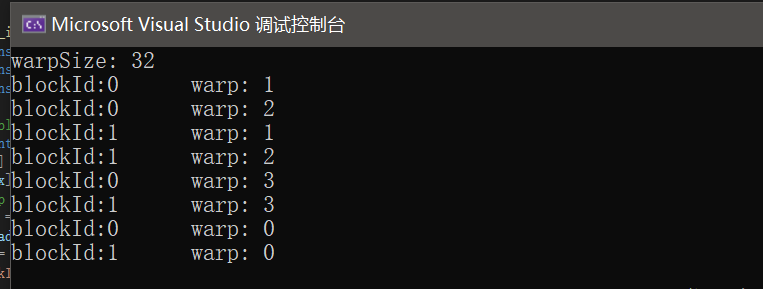 Microsoft Visual Studio 调试控制台
warpSize: 32
blockId:0 warp: 1
blockId:0 warp: 2
blockId:1 warp: 1
blockId:1 warp: 2
blockId:0 warp: 3
blockId:1 warp: 3
blockId:0 warp: 0
blockId:1 warp: 0